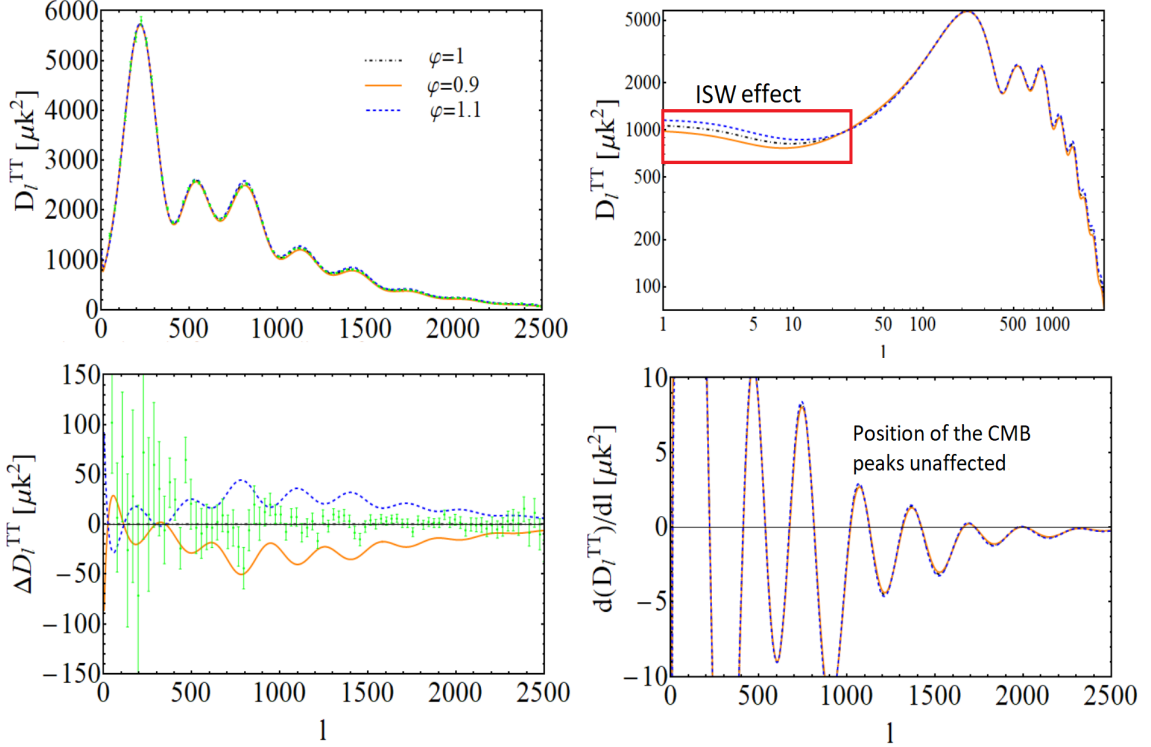 6000
5000
4000
3000
2000
1000
0
D_l^TT [μk²]
φ=1
φ=0.9
φ=1.1
0 500 1000 1500 2000 2500
5000
2000
1000
500
200
100
D_l^TT [μk²]
ISW effect
1 5 10 50 100 500 1000
l
150
100
50
0
−50
−100
−150
ΔD_l^TT [μk²]
0 500 1000 1500 2000 2500
l
10
5
0
−5
−10
d(D_l^TT)/dl [μk²]
Position of the CMB
peaks unaffected
0 500 1000 1500 2000 2500
l